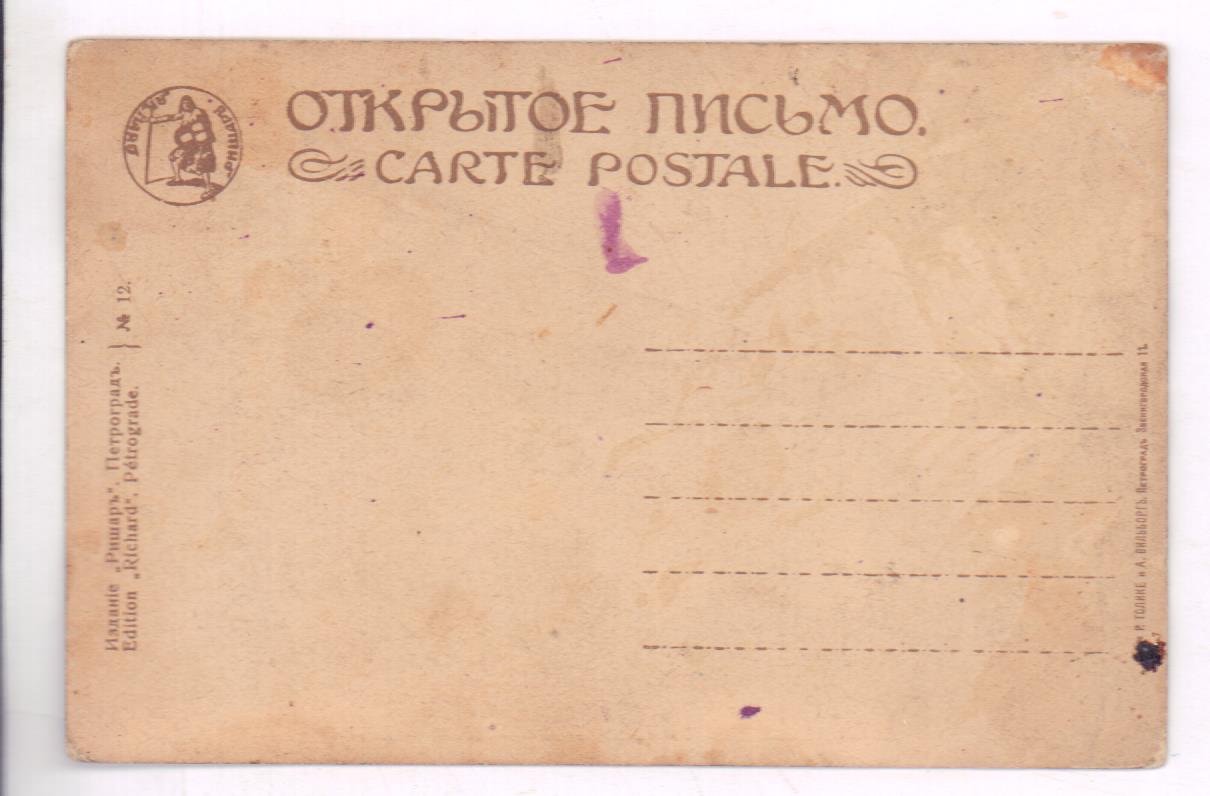 ОТКРЫТОЕ ПИСЬМО.
CARTE POSTALE.
Изданіе „Ришаръ“. Петроградъ.
Edition „Richard“. Pétrograde.
} № 12.
Р. ГОЛИКЕ и А. ВИЛЬБОРГЪ. Петроградъ Звенигородская 11.